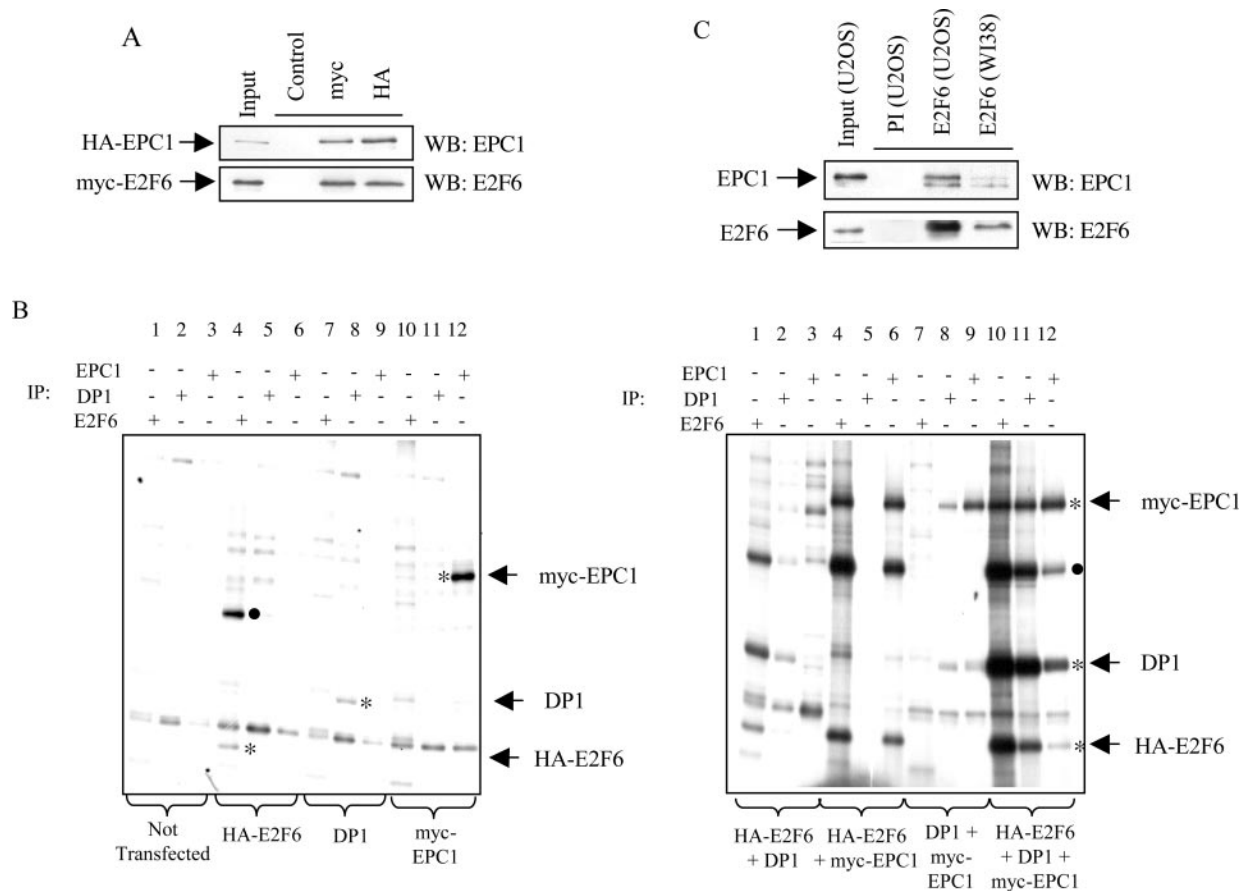 A
Input
Control
myc
HA
HA-EPC1
WB: EPC1
myc-E2F6
WB: E2F6
C
Input (U2OS)
PI (U2OS)
E2F6 (U2OS)
E2F6 (WI38)
EPC1
WB: EPC1
E2F6
WB: E2F6
B
1 2 3 4 5 6 7 8 9 10 11 12
EPC1 - - + - - + - - + - - +
IP: DP1 - + - - + - - + - - + -
E2F6 + - - + - - + - - + - -
* myc-EPC1
●
* DP1
* HA-E2F6
Not Transfected
HA-E2F6
DP1
myc-EPC1
1 2 3 4 5 6 7 8 9 10 11 12
EPC1 - - + - - + - - + - - +
IP: DP1 - + - - + - - + - - + -
E2F6 + - - + - - + - - + - -
* myc-EPC1
●
* DP1
* HA-E2F6
HA-E2F6 + DP1
HA-E2F6 + myc-EPC1
DP1 + myc-EPC1
HA-E2F6 + DP1 + myc-EPC1